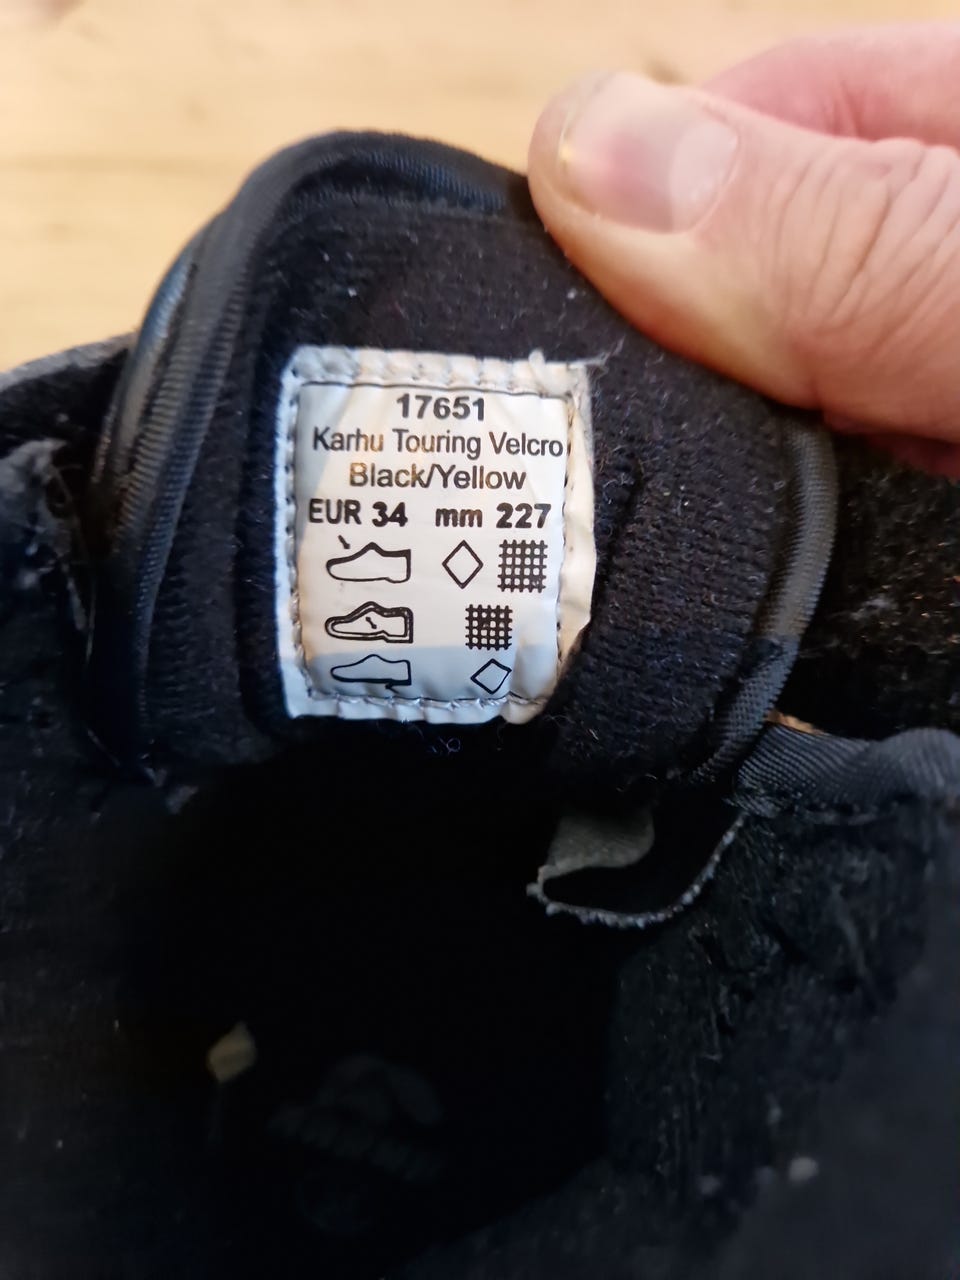 17651
Karhu Touring Velcro
Black/Yellow
EUR 34 mm 227